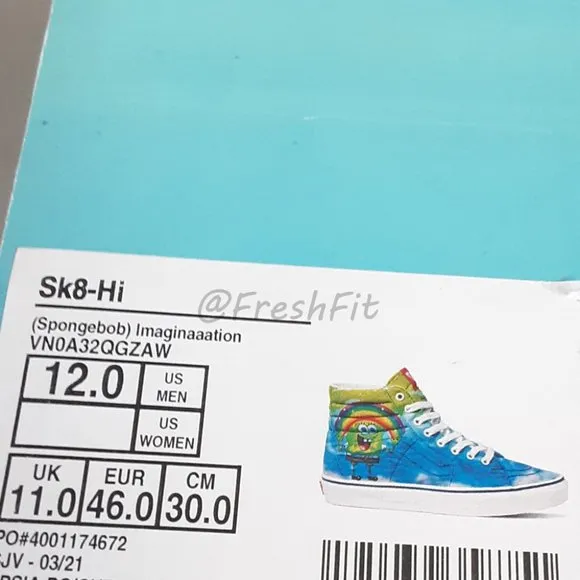 Sk8-Hi
@FreshFit
(Spongebob) Imaginaaation
VN0A32QGZAW
12.0 US MEN
US WOMEN
UK 11.0 EUR 46.0 CM 30.0
PO#4001174672
JV - 03/21